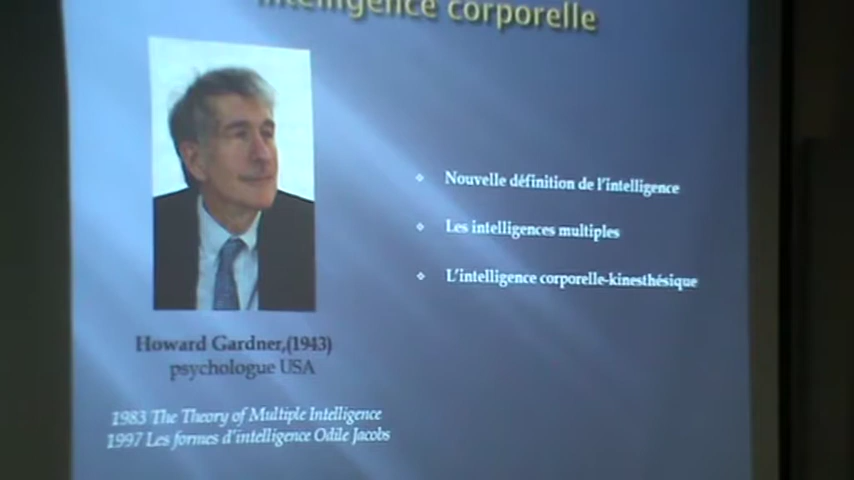 intelligence corporelle
Nouvelle définition de l'intelligence
Les intelligences multiples
L'intelligence corporelle-kinesthésique
Howard Gardner,(1943)
psychologue USA
1983 The Theory of Multiple Intelligence
1997 Les formes d'intelligence Odile Jacobs